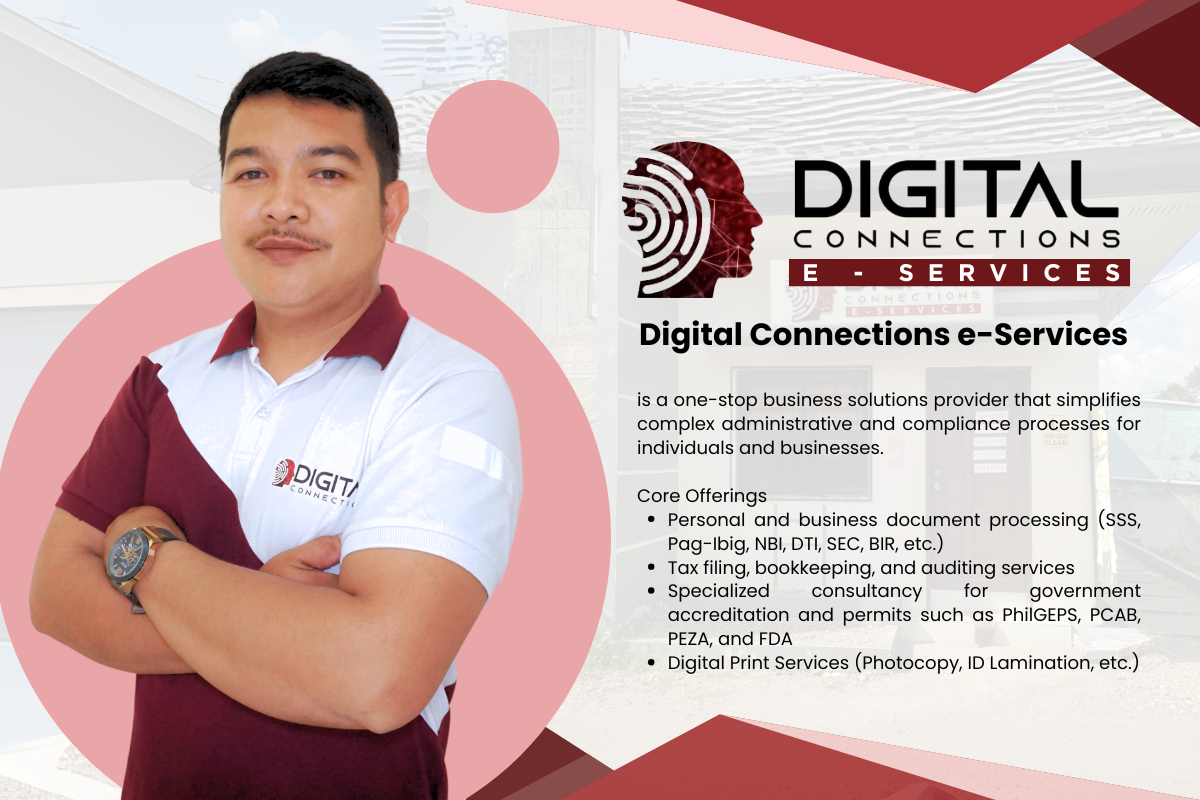 DIGITAL
CONNECTIONS
E - SERVICES
CONNECTIONS
E-SERVICES
Digital Connections e-Services
is a one-stop business solutions provider that simplifies
complex administrative and compliance processes for
individuals and businesses.
Core Offerings
• Personal and business document processing (SSS,
Pag-Ibig, NBI, DTI, SEC, BIR, etc.)
• Tax filing, bookkeeping, and auditing services
• Specialized consultancy for government
accreditation and permits such as PhilGEPS, PCAB,
PEZA, and FDA
• Digital Print Services (Photocopy, ID Lamination, etc.)